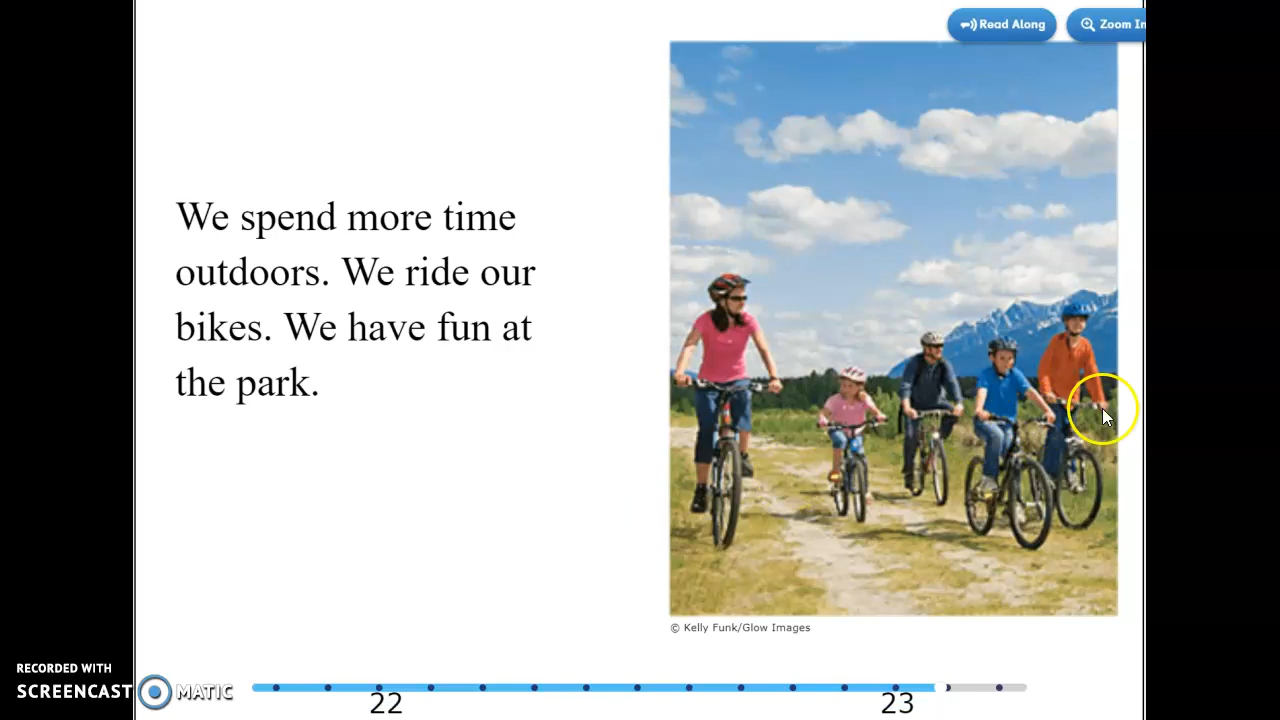 Read Along
Zoom In
We spend more time
outdoors. We ride our
bikes. We have fun at
the park.
© Kelly Funk/Glow Images
RECORDED WITH
SCREENCAST MATIC
22
23